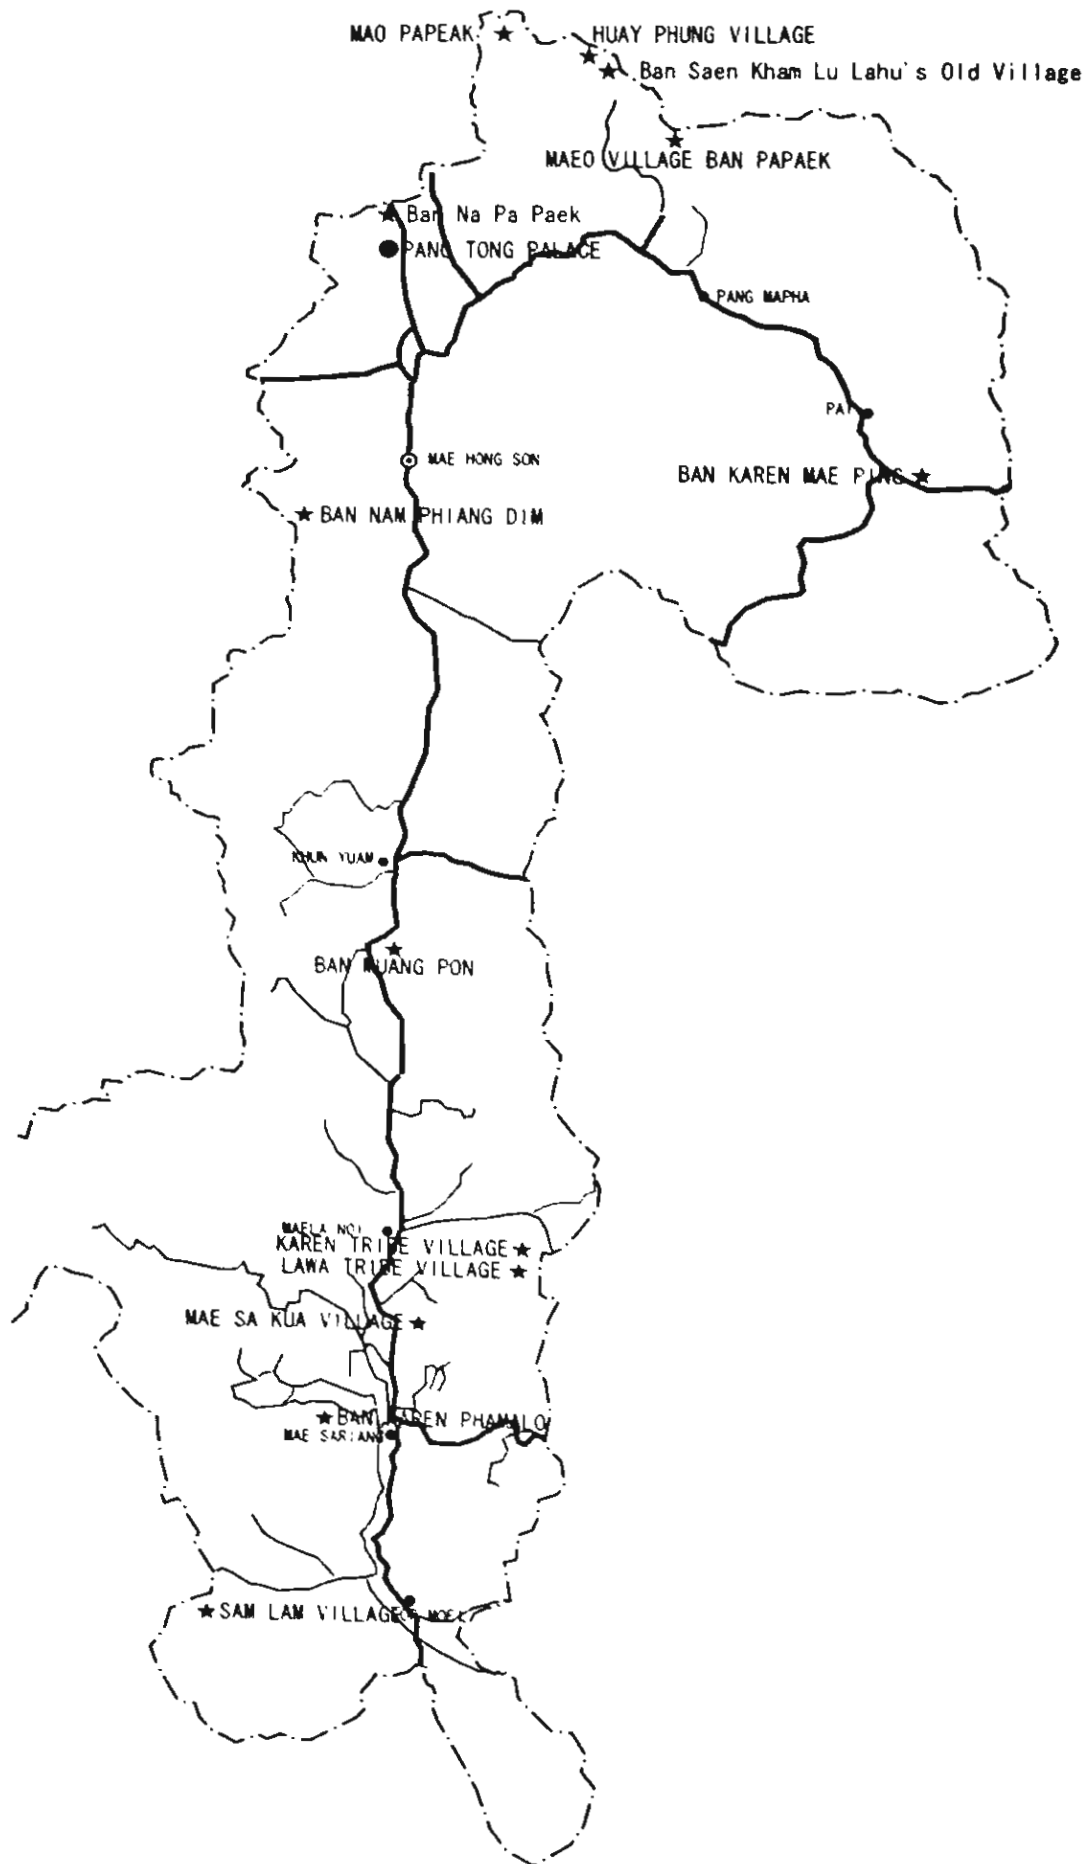 MAO PAPEAK
HUAY PHUNG VILLAGE
Ban Saen Kham Lu Lahu's Old Village
MAEO VILLAGE BAN PAPAEK
Ban Na Pa Paek
PANG TONG PALACE
PANG MAPHA
PAI
MAE HONG SON
BAN KAREN MAE PING
BAN NAM PHIANG DIM
KHUN YUAM
BAN MUANG PON
MAELA NOI
KAREN TRIBE VILLAGE
LAWA TRIBE VILLAGE
MAE SA KUA VILLAGE
BAN KAREN PHAMALO
MAE SARIANG
SAM LAM VILLAGE